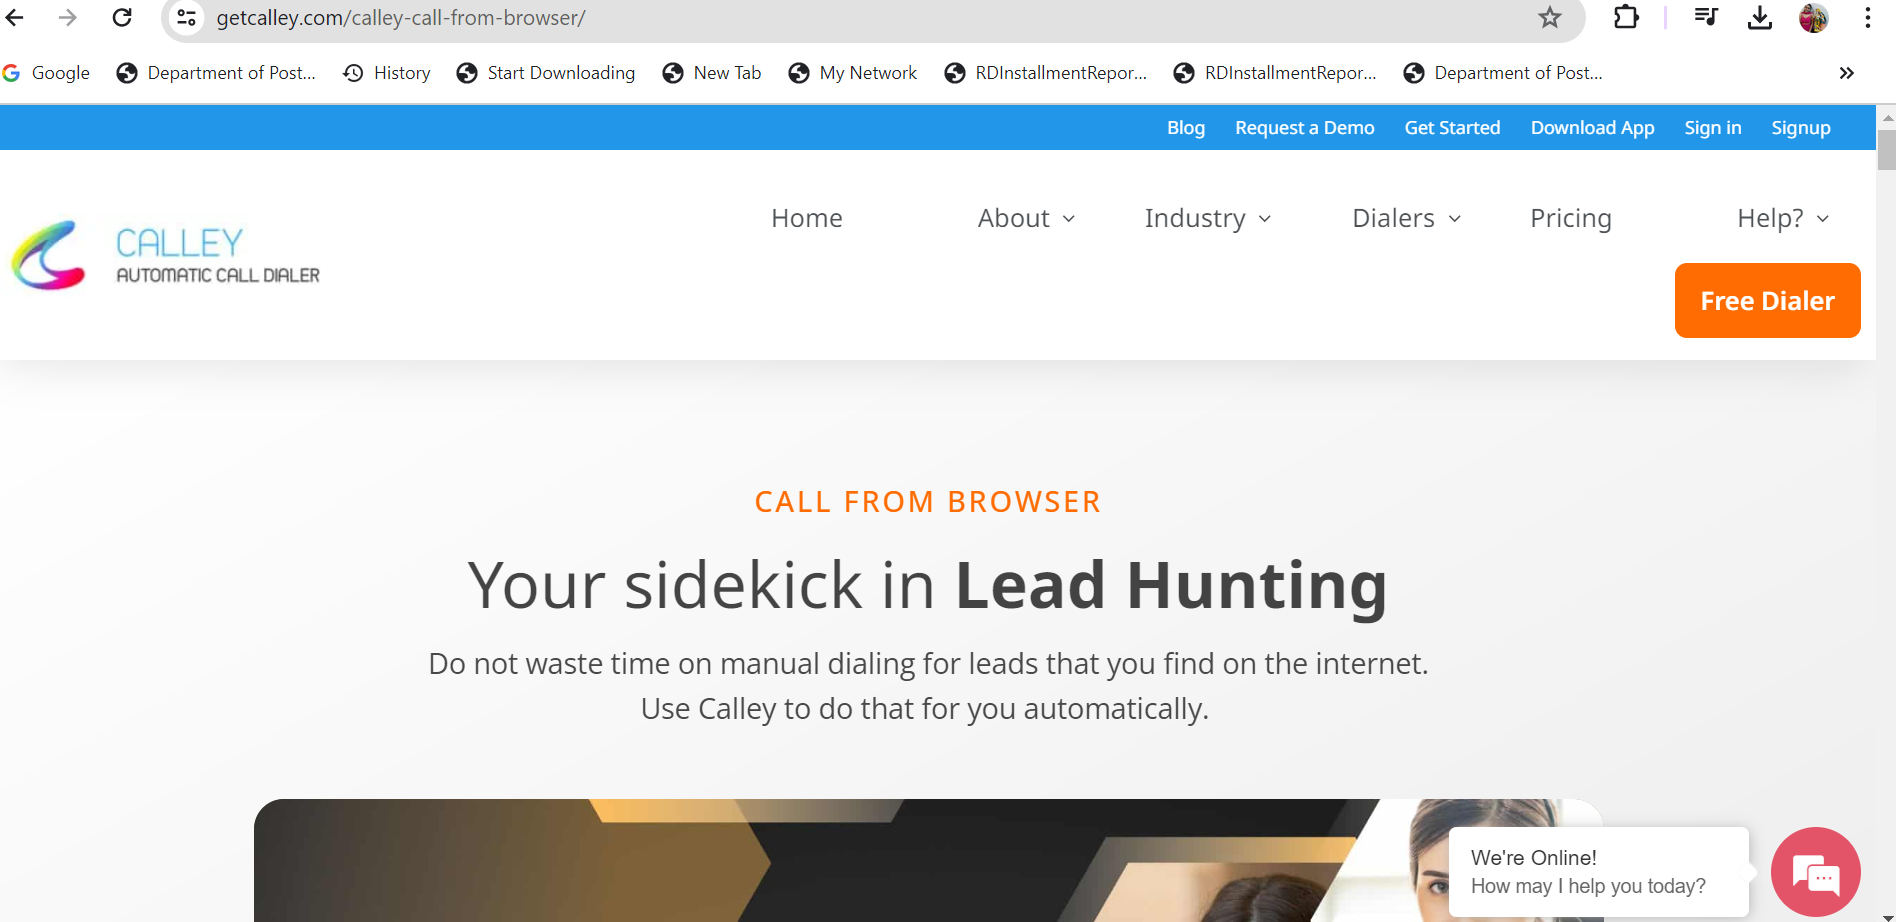 getcalley.com/calley-call-from-browser/
Google Department of Post... History Start Downloading New Tab My Network RDInstallmentRepor... RDInstallmentRepor... Department of Post...
Blog Request a Demo Get Started Download App Sign in Signup
Home About Industry Dialers Pricing Help?
CALLEY
AUTOMATIC CALL DIALER
Free Dialer
CALL FROM BROWSER
Your sidekick in Lead Hunting
Do not waste time on manual dialing for leads that you find on the internet.
Use Calley to do that for you automatically.
We're Online!
How may I help you today?